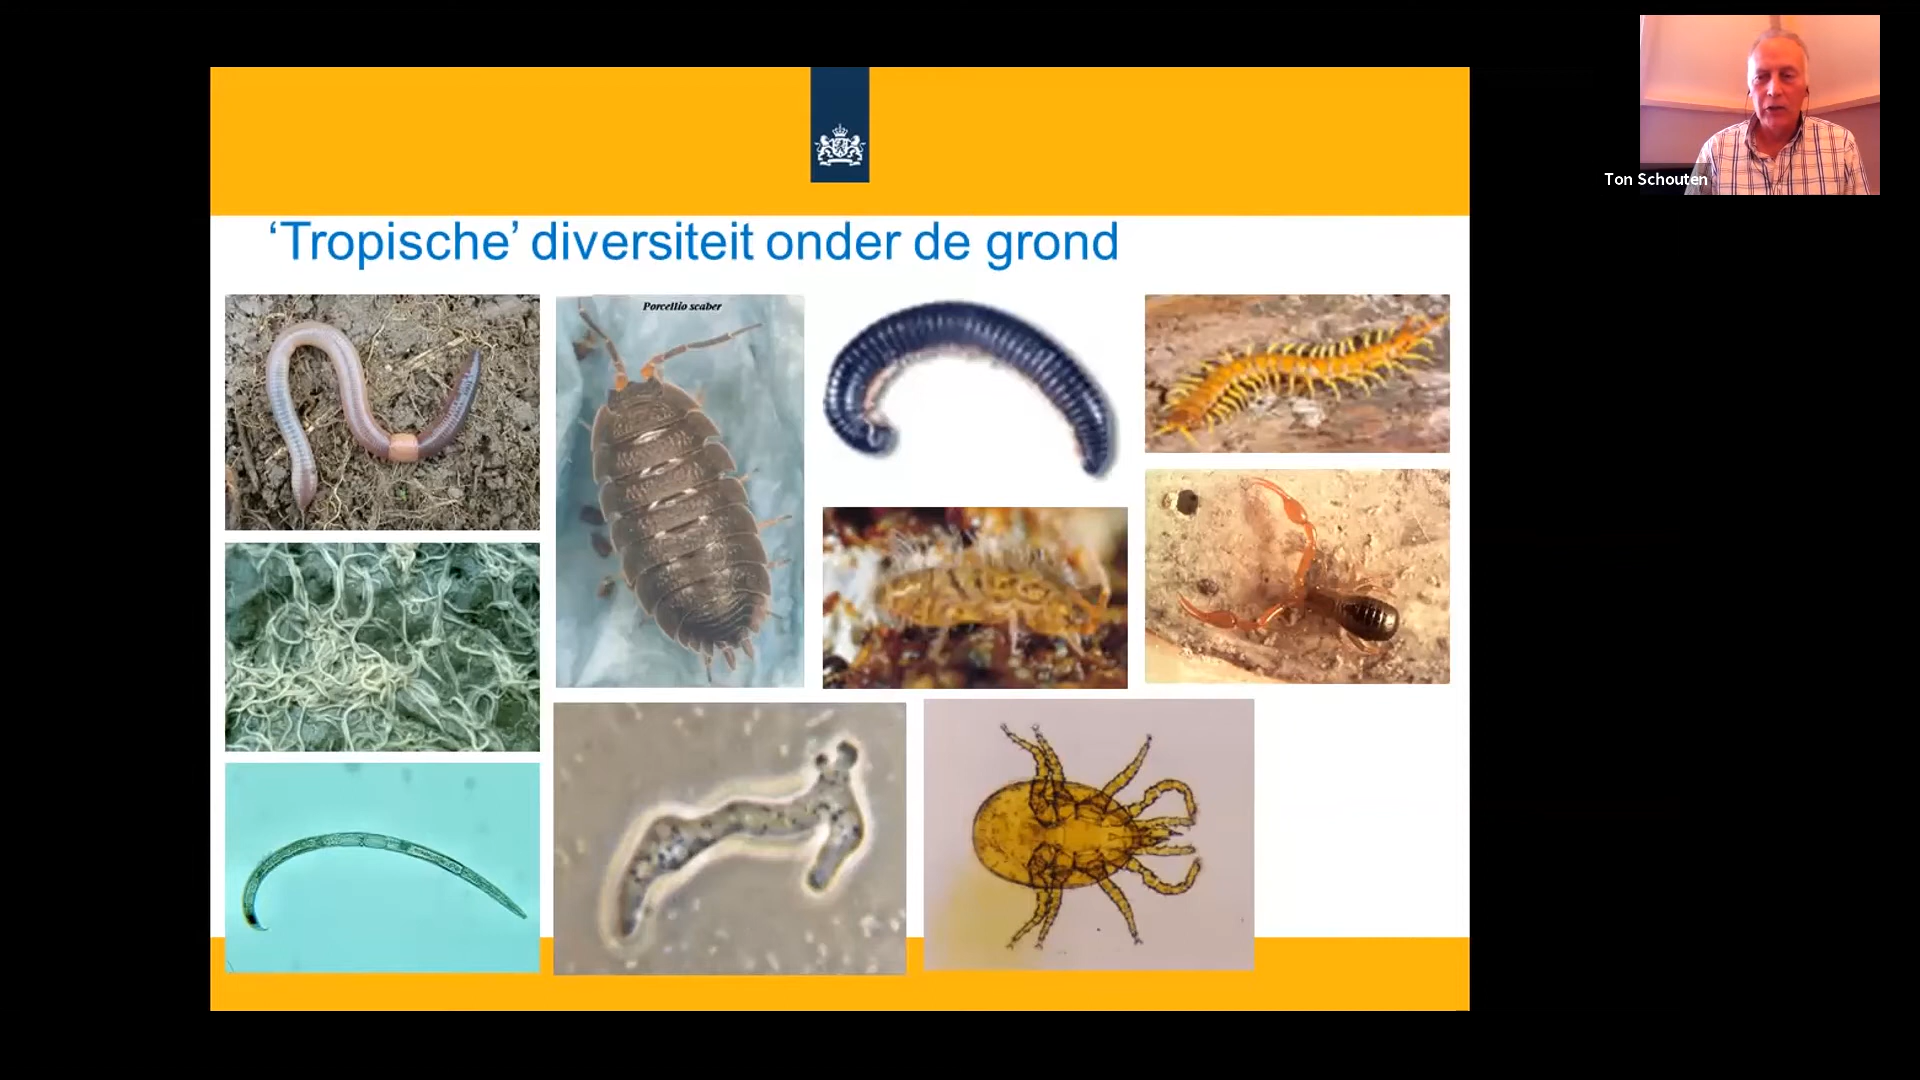 Ton Schouten
‘Tropische’ diversiteit onder de grond
Porcellio scaber